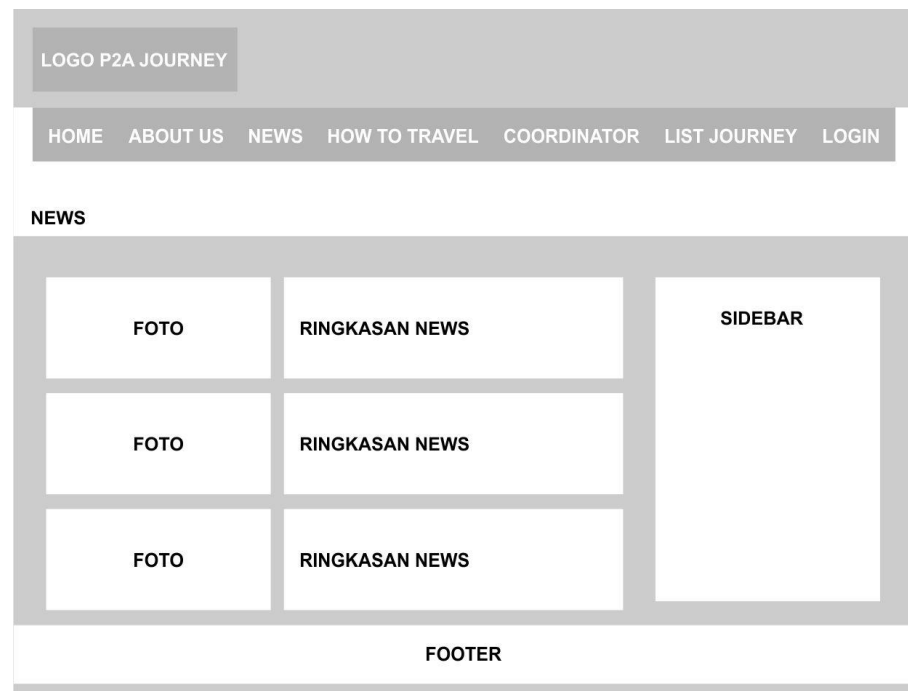 LOGO P2A JOURNEY
HOME ABOUT US NEWS HOW TO TRAVEL COORDINATOR LIST JOURNEY LOGIN
NEWS
FOTO RINGKASAN NEWS SIDEBAR
FOTO RINGKASAN NEWS
FOTO RINGKASAN NEWS
FOOTER